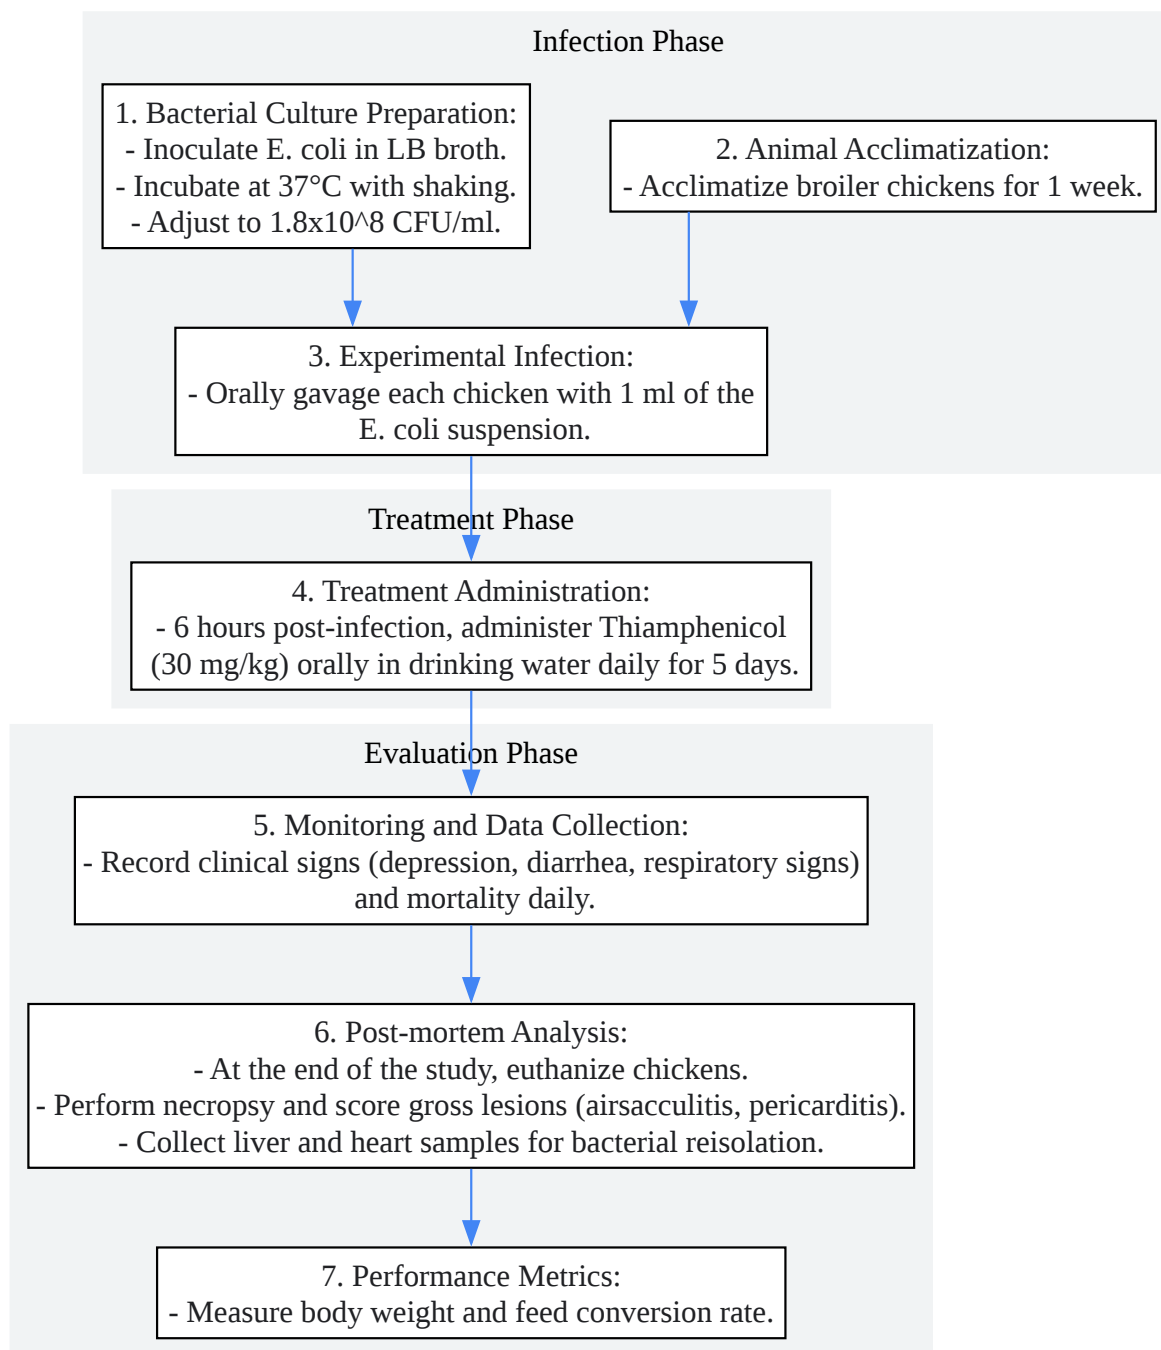 Infection Phase
1. Bacterial Culture Preparation:
- Inoculate E. coli in LB broth.
- Incubate at 37°C with shaking.
- Adjust to 1.8x10^8 CFU/ml.
2. Animal Acclimatization:
- Acclimatize broiler chickens for 1 week.
3. Experimental Infection:
- Orally gavage each chicken with 1 ml of the
E. coli suspension.
Treatment Phase
4. Treatment Administration:
- 6 hours post-infection, administer Thiamphenicol
(30 mg/kg) orally in drinking water daily for 5 days.
Evaluation Phase
5. Monitoring and Data Collection:
- Record clinical signs (depression, diarrhea, respiratory signs)
and mortality daily.
6. Post-mortem Analysis:
- At the end of the study, euthanize chickens.
- Perform necropsy and score gross lesions (airsacculitis, pericarditis).
- Collect liver and heart samples for bacterial reisolation.
7. Performance Metrics:
- Measure body weight and feed conversion rate.